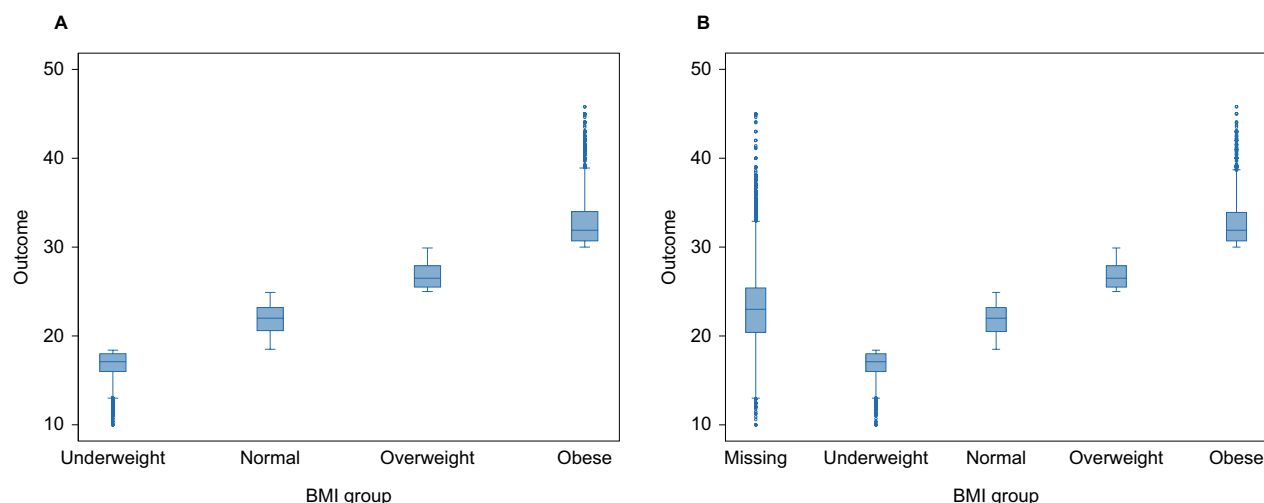 A
50
40
30
20
10
Outcome
Underweight Normal Overweight Obese
BMI group
B
50
40
30
20
10
Outcome
Missing Underweight Normal Overweight Obese
BMI group